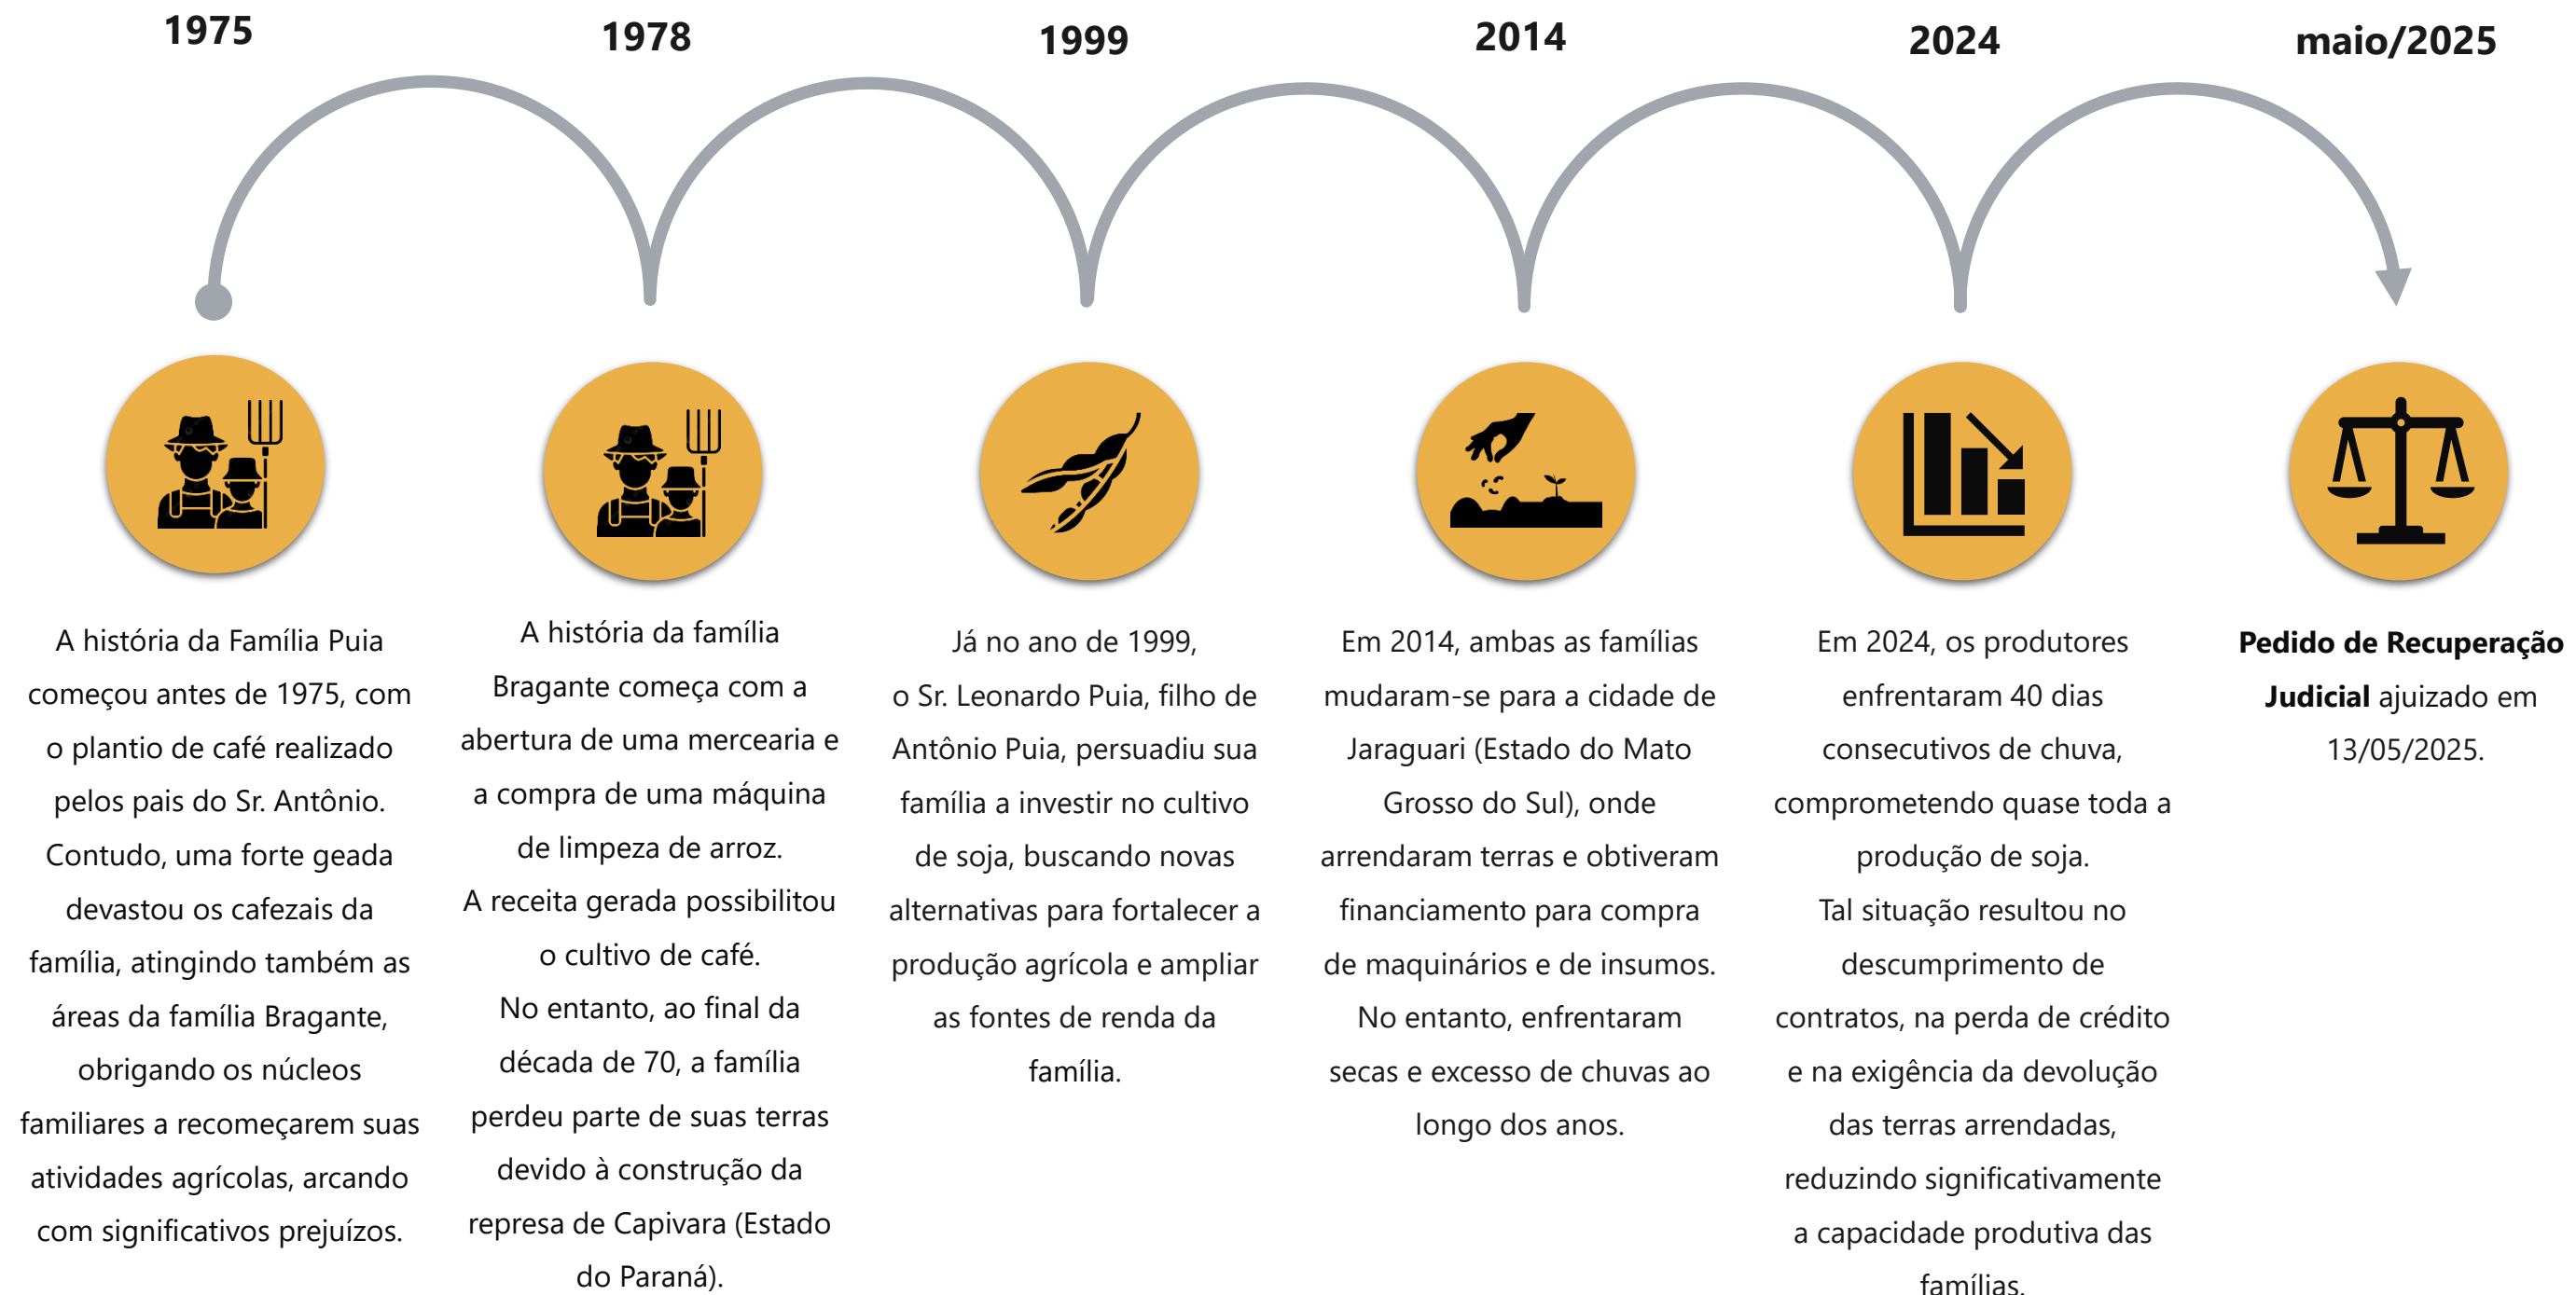 1975
A história da Família Puia
começou antes de 1975, com
o plantio de café realizado
pelos pais do Sr. Antônio.
Contudo, uma forte geada
devastou os cafezais da
família, atingindo também as
áreas da família Bragante,
obrigando os núcleos
familiares a recomeçarem suas
atividades agrícolas, arcando
com significativos prejuízos.
1978
A história da família
Bragante começa com a
abertura de uma mercearia e
a compra de uma máquina
de limpeza de arroz.
A receita gerada possibilitou
o cultivo de café.
No entanto, ao final da
década de 70, a família
perdeu parte de suas terras
devido à construção da
represa de Capivara (Estado
do Paraná).
1999
Já no ano de 1999,
o Sr. Leonardo Puia, filho de
Antônio Puia, persuadiu sua
família a investir no cultivo
de soja, buscando novas
alternativas para fortalecer a
produção agrícola e ampliar
as fontes de renda da
família.
2014
Em 2014, ambas as famílias
mudaram-se para a cidade de
Jaraguari (Estado do Mato
Grosso do Sul), onde
arrendaram terras e obtiveram
financiamento para compra
de maquinários e de insumos.
No entanto, enfrentaram
secas e excesso de chuvas ao
longo dos anos.
2024
Em 2024, os produtores
enfrentaram 40 dias
consecutivos de chuva,
comprometendo quase toda a
produção de soja.
Tal situação resultou no
descumprimento de
contratos, na perda de crédito
e na exigência da devolução
das terras arrendadas,
reduzindo significativamente
a capacidade produtiva das
famílias.
maio/2025
Pedido de Recuperação
Judicial ajuizado em
13/05/2025.